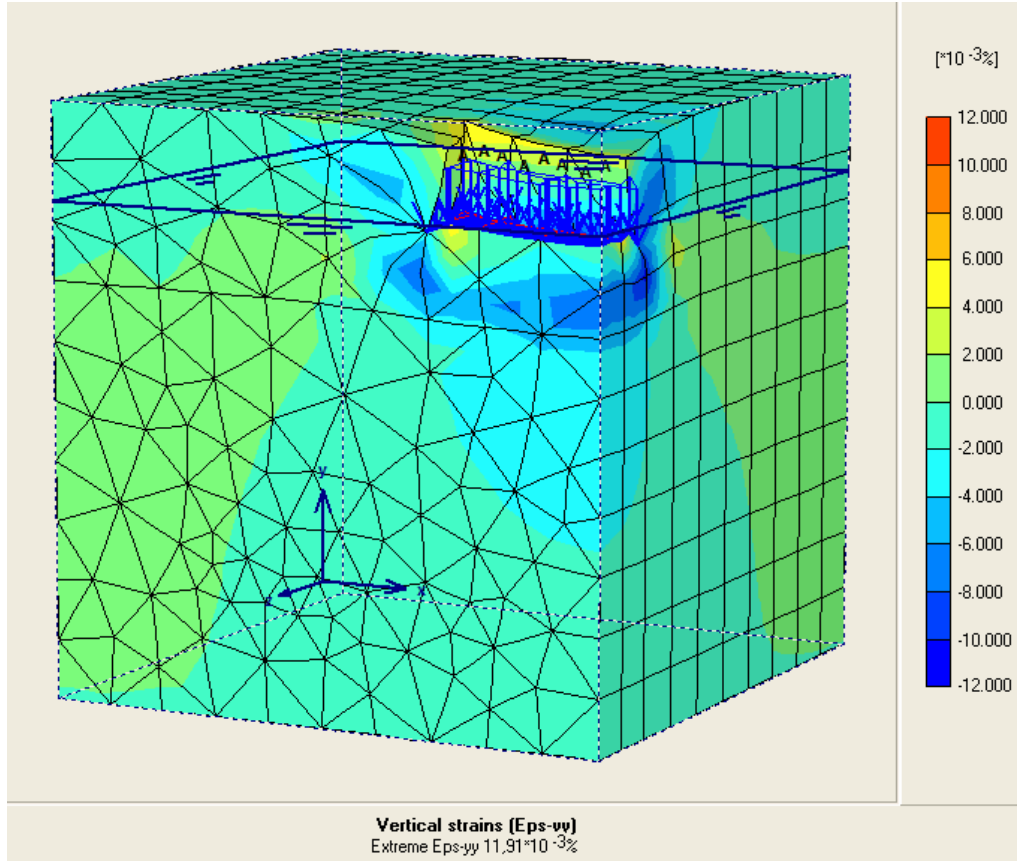 [*10 -3%]
12.000
10.000
8.000
6.000
4.000
2.000
0.000
-2.000
-4.000
-6.000
-8.000
-10.000
-12.000
A A A A A A A A
y
z x
Vertical strains (Eps-yy)
Extreme Eps-yy 11,91*10 -3%